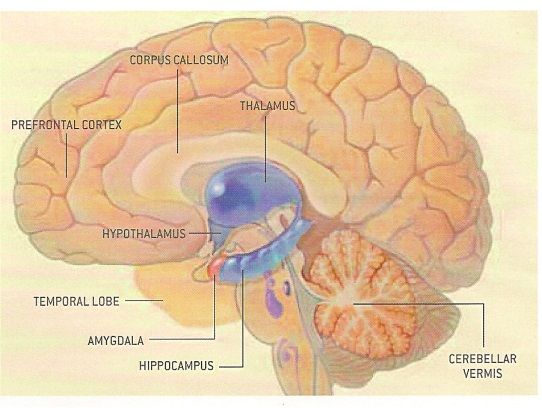 CORPUS CALLOSUM
THALAMUS
PREFRONTAL CORTEX
HYPOTHALAMUS
TEMPORAL LOBE
AMYGDALA
HIPPOCAMPUS
CEREBELLAR
VERMIS